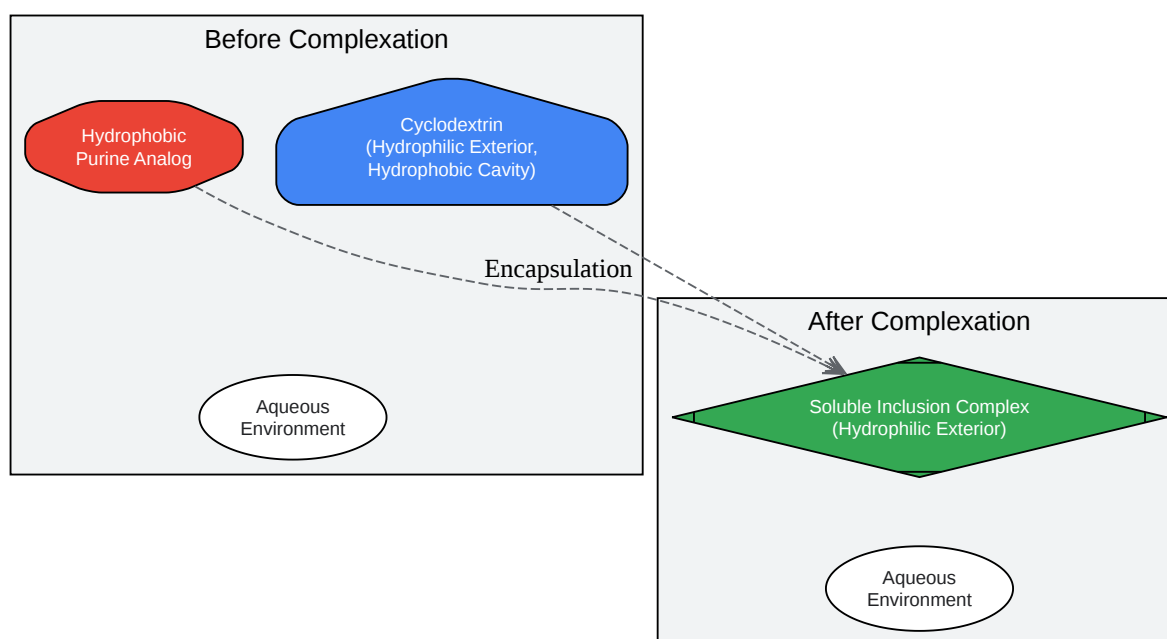 Before Complexation
Hydrophobic
Purine Analog
Cyclodextrin
(Hydrophilic Exterior,
Hydrophobic Cavity)
Encapsulation
Aqueous
Environment
After Complexation
Soluble Inclusion Complex
(Hydrophilic Exterior)
Aqueous
Environment